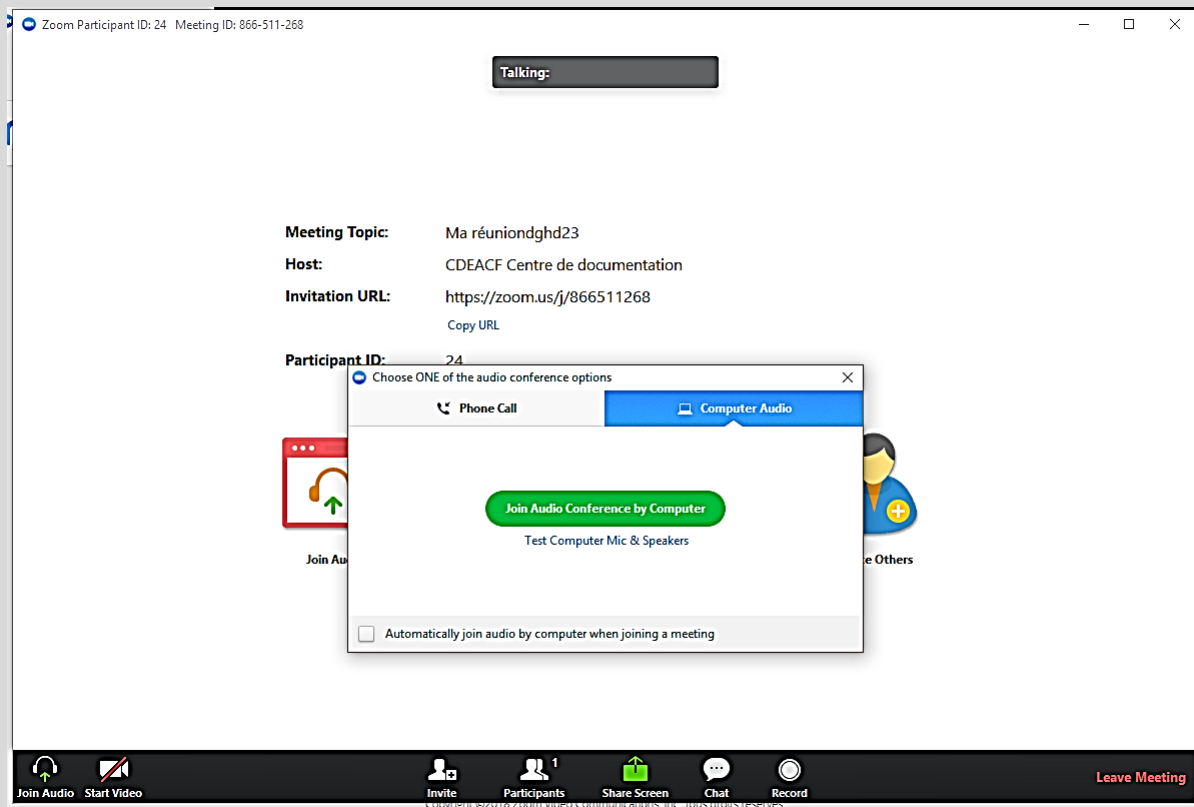 Zoom Participant ID: 24 Meeting ID: 866-511-268
Talking:
Meeting Topic: Ma réuniondghd23
Host: CDEACF Centre de documentation
Invitation URL: https://zoom.us/j/866511268
Copy URL
Participant ID: 24
Choose ONE of the audio conference options
Phone Call Computer Audio
Join Audio Conference by Computer
Test Computer Mic & Speakers
Join Au
e Others
Automatically join audio by computer when joining a meeting
1
Join Audio Start Video Invite Participants Share Screen Chat Record Leave Meeting